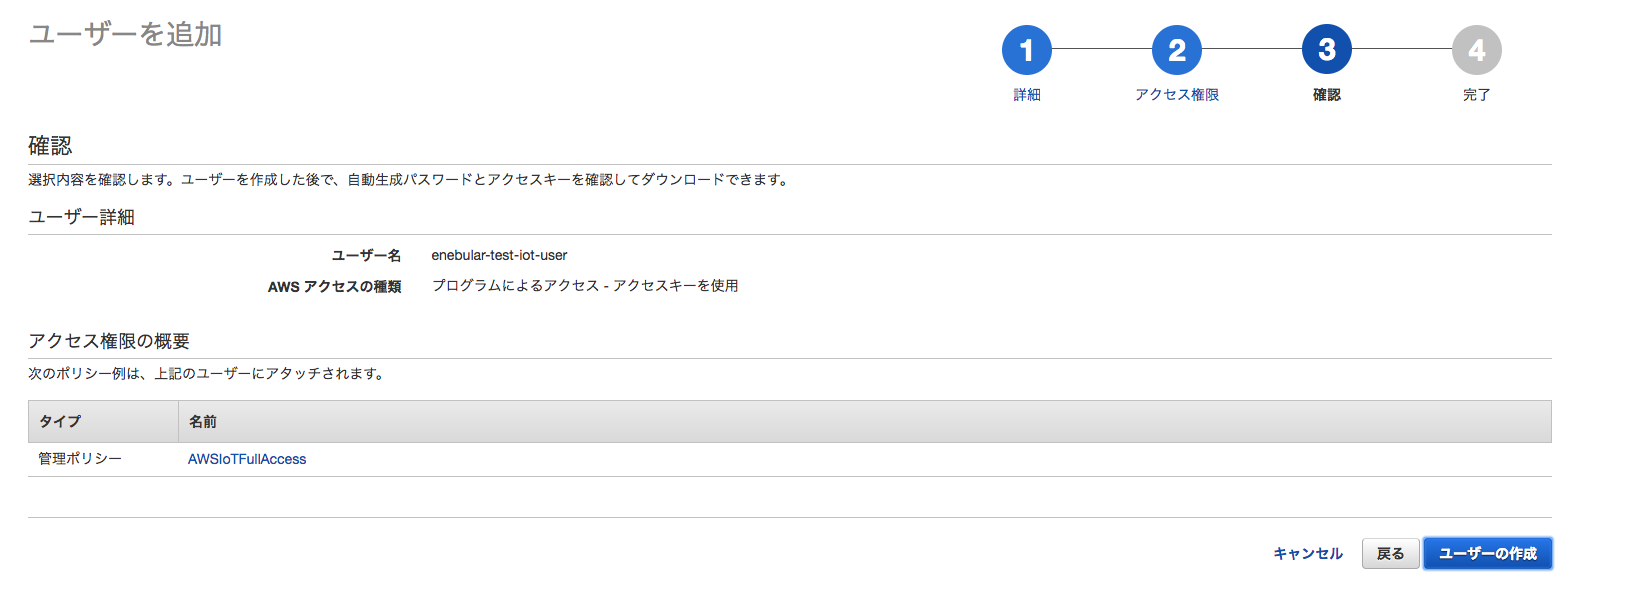 ユーザーを追加
1
2
3
4
詳細
アクセス権限
確認
完了
確認
選択内容を確認します。ユーザーを作成した後で、自動生成パスワードとアクセスキーを確認してダウンロードできます。
ユーザー詳細
ユーザー名 enebular-test-iot-user
AWS アクセスの種類 プログラムによるアクセス - アクセスキーを使用
アクセス権限の概要
次のポリシー例は、上記のユーザーにアタッチされます。
タイプ 名前
管理ポリシー AWSIoTFullAccess
キャンセル 戻る ユーザーの作成